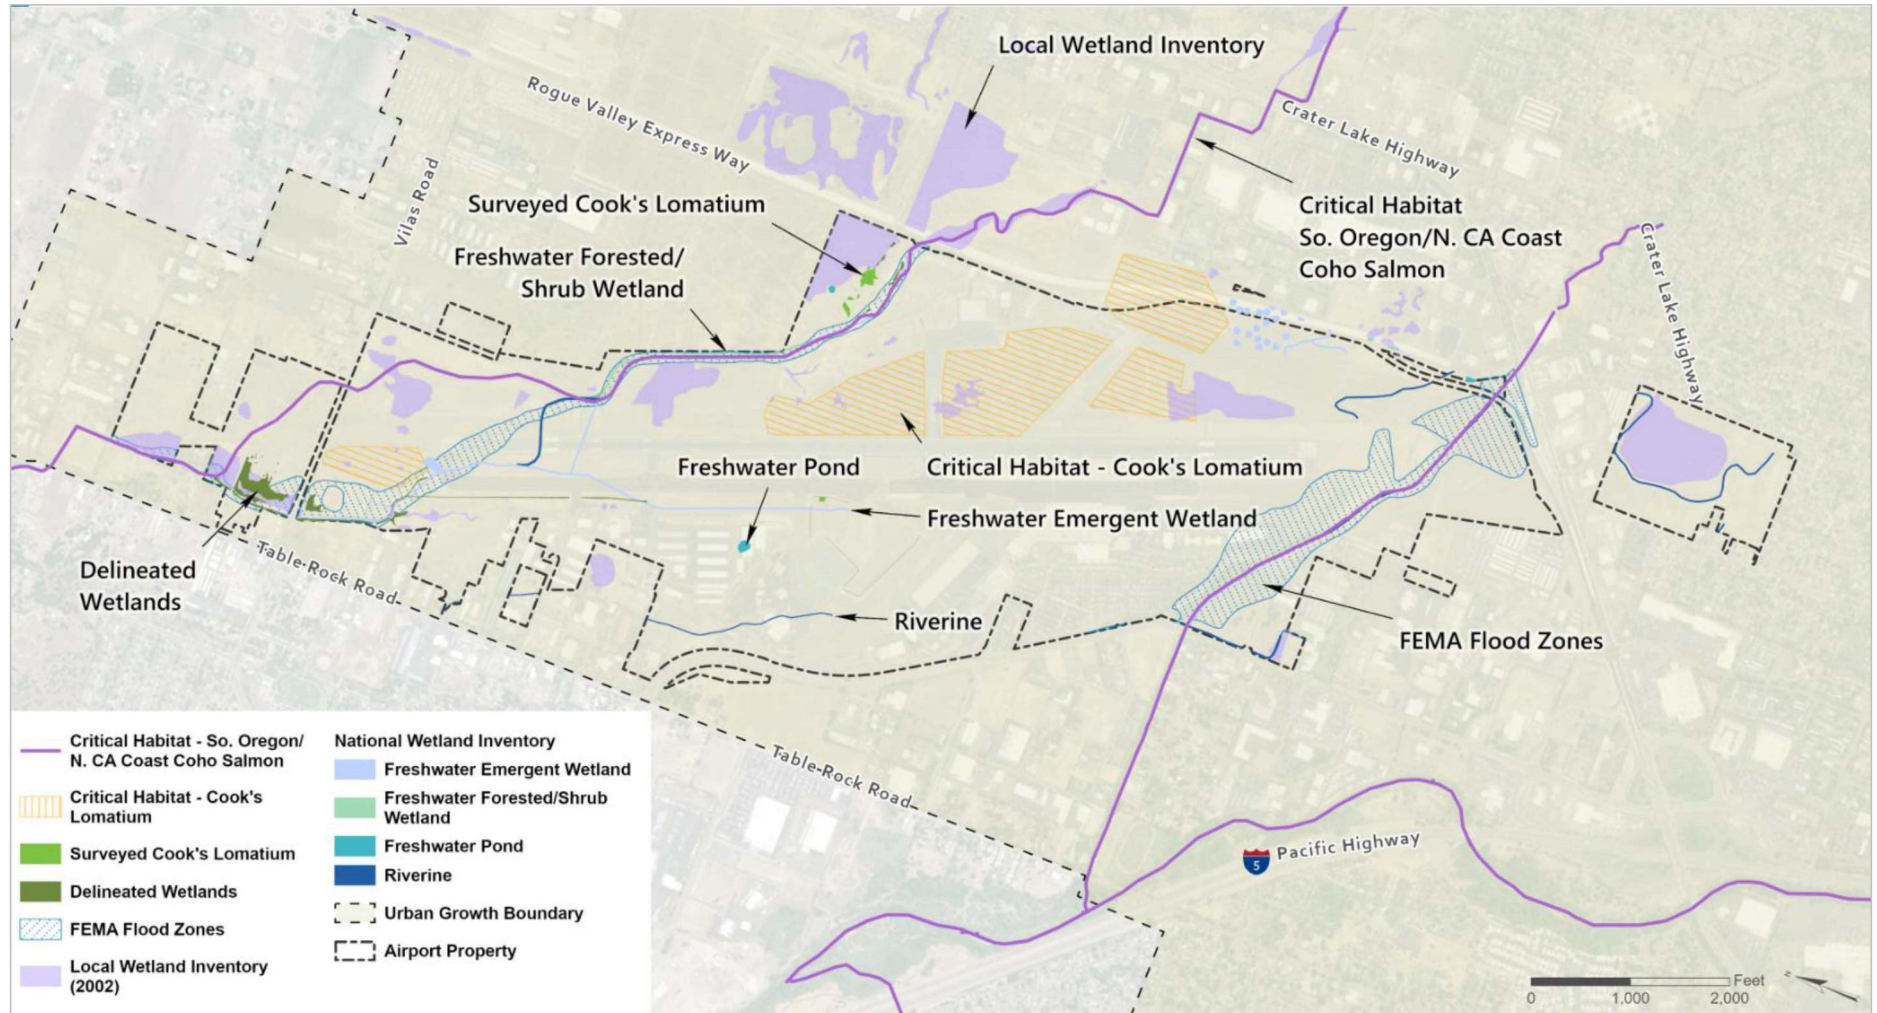 Local Wetland Inventory
Rogue Valley Express Way
Crater Lake Highway
Vilas Road
Surveyed Cook's Lomatium
Critical Habitat
So. Oregon/N. CA Coast
Coho Salmon
Freshwater Forested/
Shrub Wetland
Crater Lake Highway
Freshwater Pond
Critical Habitat - Cook's Lomatium
Freshwater Emergent Wetland
Delineated
Wetlands
Table-Rock Road
Riverine
FEMA Flood Zones
Table-Rock Road
5
Pacific Highway
Critical Habitat - So. Oregon/
N. CA Coast Coho Salmon
Critical Habitat - Cook's
Lomatium
Surveyed Cook's Lomatium
Delineated Wetlands
FEMA Flood Zones
Local Wetland Inventory
(2002)
National Wetland Inventory
Freshwater Emergent Wetland
Freshwater Forested/Shrub
Wetland
Freshwater Pond
Riverine
Urban Growth Boundary
Airport Property
Feet
0 1,000 2,000
N